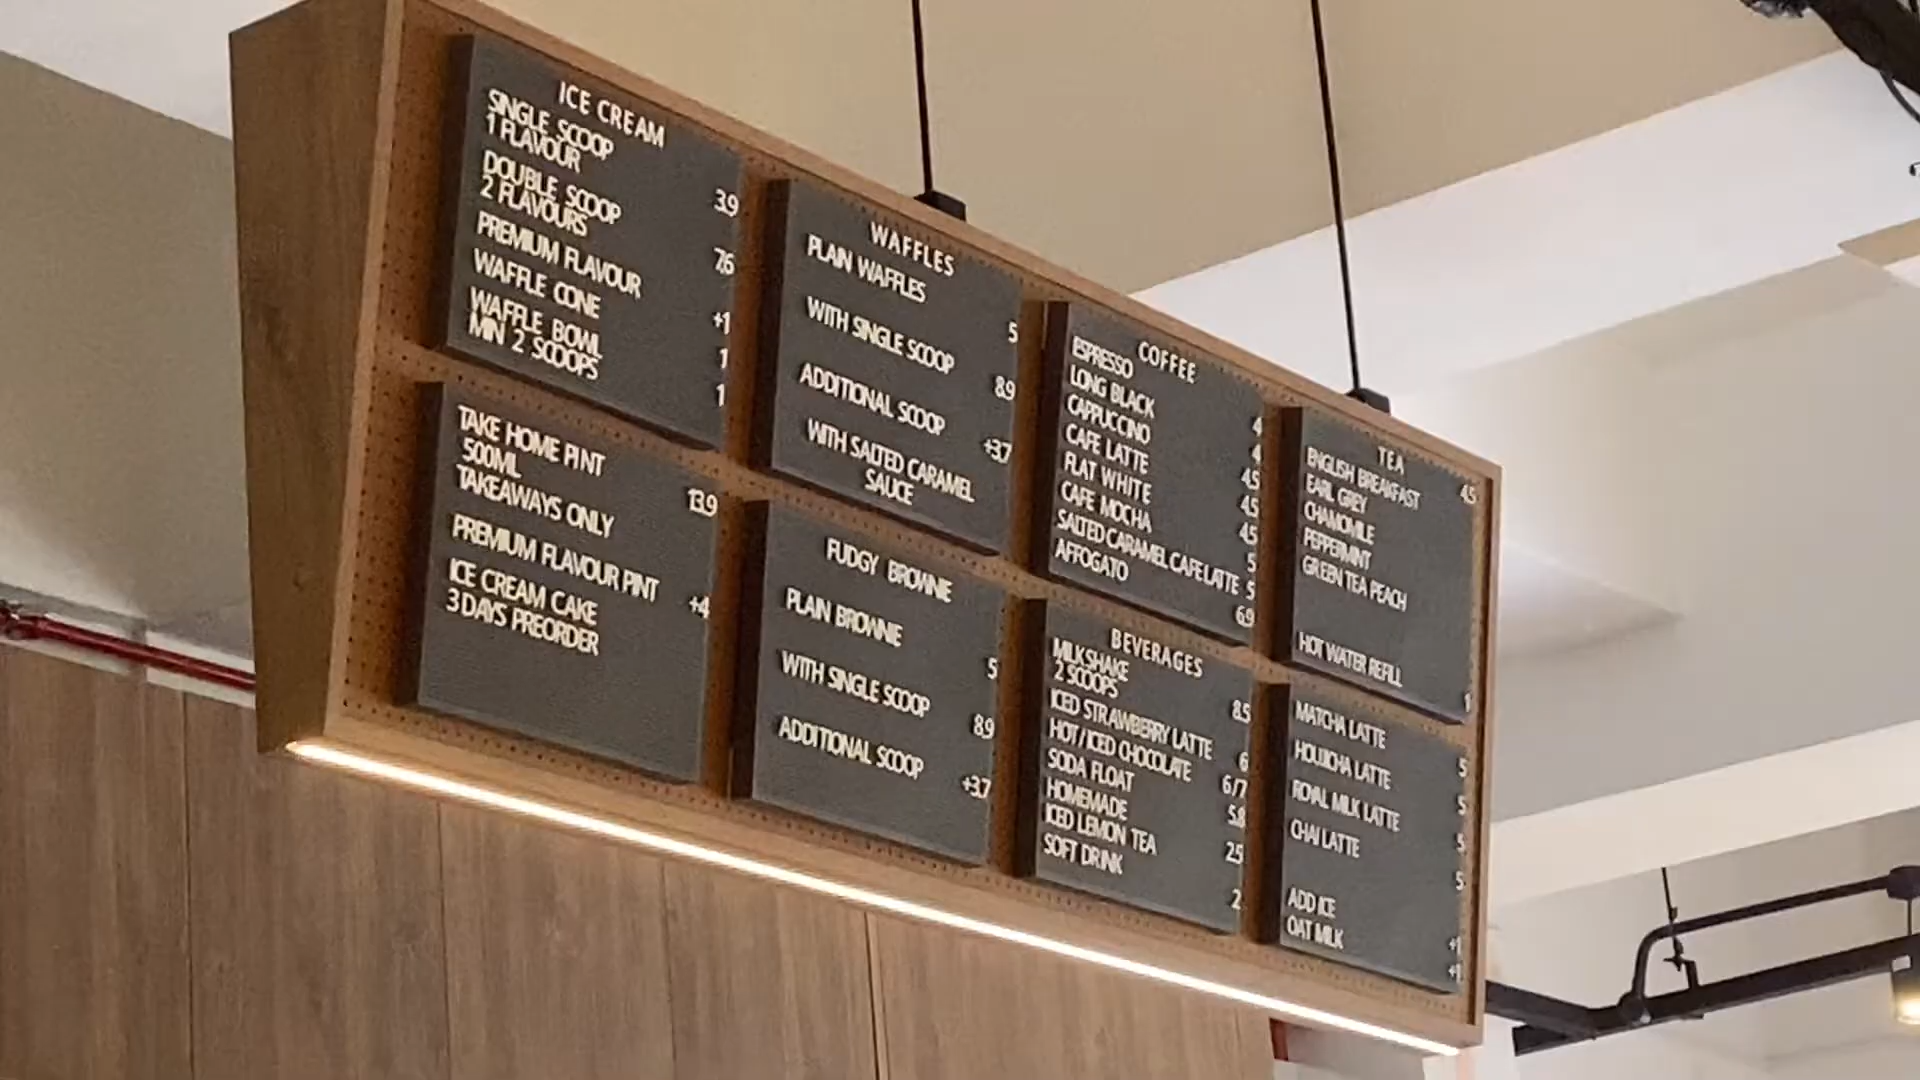 ICE CREAM
SINGLE SCOOP
1 FLAVOUR 3.9
DOUBLE SCOOP
2 FLAVOURS 7.6
PREMIUM FLAVOUR +1
WAFFLE CONE 1
WAFFLE BOWL 1
MIN 2 SCOOPS
TAKE HOME PINT 13.9
500ML
TAKEAWAYS ONLY
PREMIUM FLAVOUR PINT +4
ICE CREAM CAKE
3 DAYS PREORDER
WAFFLES
PLAIN WAFFLES 5
WITH SINGLE SCOOP 8.9
ADDITIONAL SCOOP +3.7
WITH SALTED CARAMEL
SAUCE
FUDGY BROWNIE
PLAIN BROWNIE 5
WITH SINGLE SCOOP 8.9
ADDITIONAL SCOOP +3.7
COFFEE
ESPRESSO 4
LONG BLACK 4
CAPPUCCINO 4.5
CAFE LATTE 4.5
FLAT WHITE 4.5
CAFE MOCHA 5
SALTED CARAMEL CAFE LATTE 5
AFFOGATO 6.9
BEVERAGES
MILKSHAKE 8.5
2 SCOOPS
ICED STRAWBERRY LATTE 6
HOT/ICED CHOCOLATE 6/7
SODA FLOAT 5.8
HOMEMADE
ICED LEMON TEA 2.5
SOFT DRINK 2
TEA
ENGLISH BREAKFAST 4.5
EARL GREY
CHAMOMILE
PEPPERMINT
GREEN TEA PEACH
HOT WATER REFILL 1
MATCHA LATTE 5
HOUJICHA LATTE 5
ROYAL MILK LATTE 5
CHAI LATTE 5
ADD ICE +1
OAT MILK +1